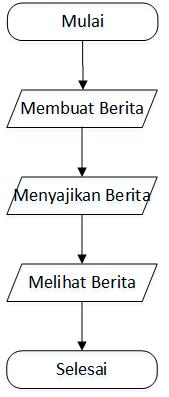 Mulai
Membuat Berita
Menyajikan Berita
Melihat Berita
Selesai